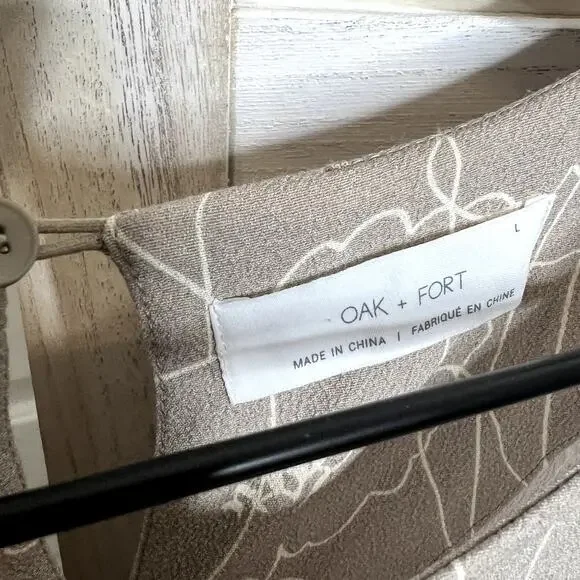 L
OAK + FORT
MADE IN CHINA | FABRIQUÉ EN CHINE